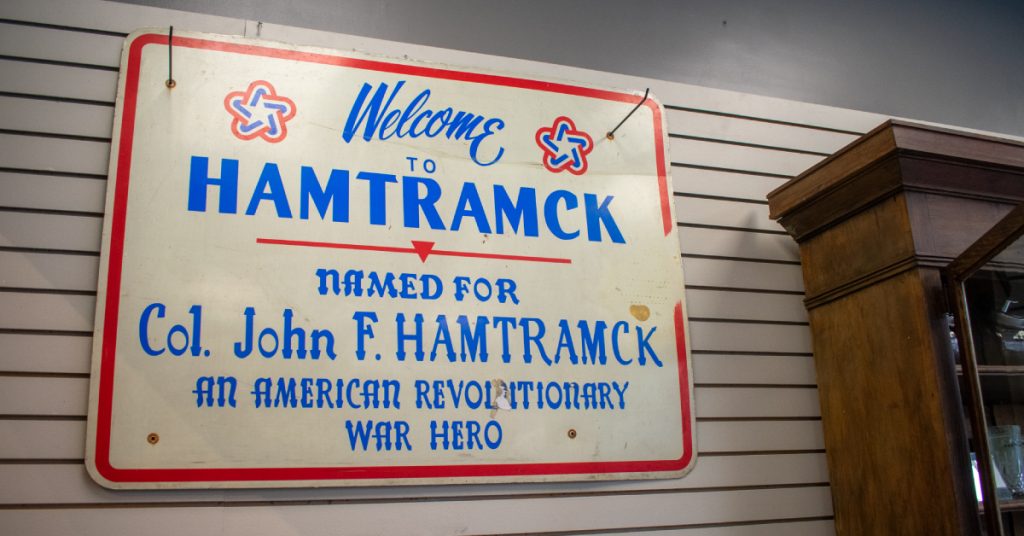 Welcome
TO
HAMTRAMCK
NAMED FOR
Col. John F. HAMTRAMCK
AN AMERICAN REVOLUTIONARY
WAR HERO